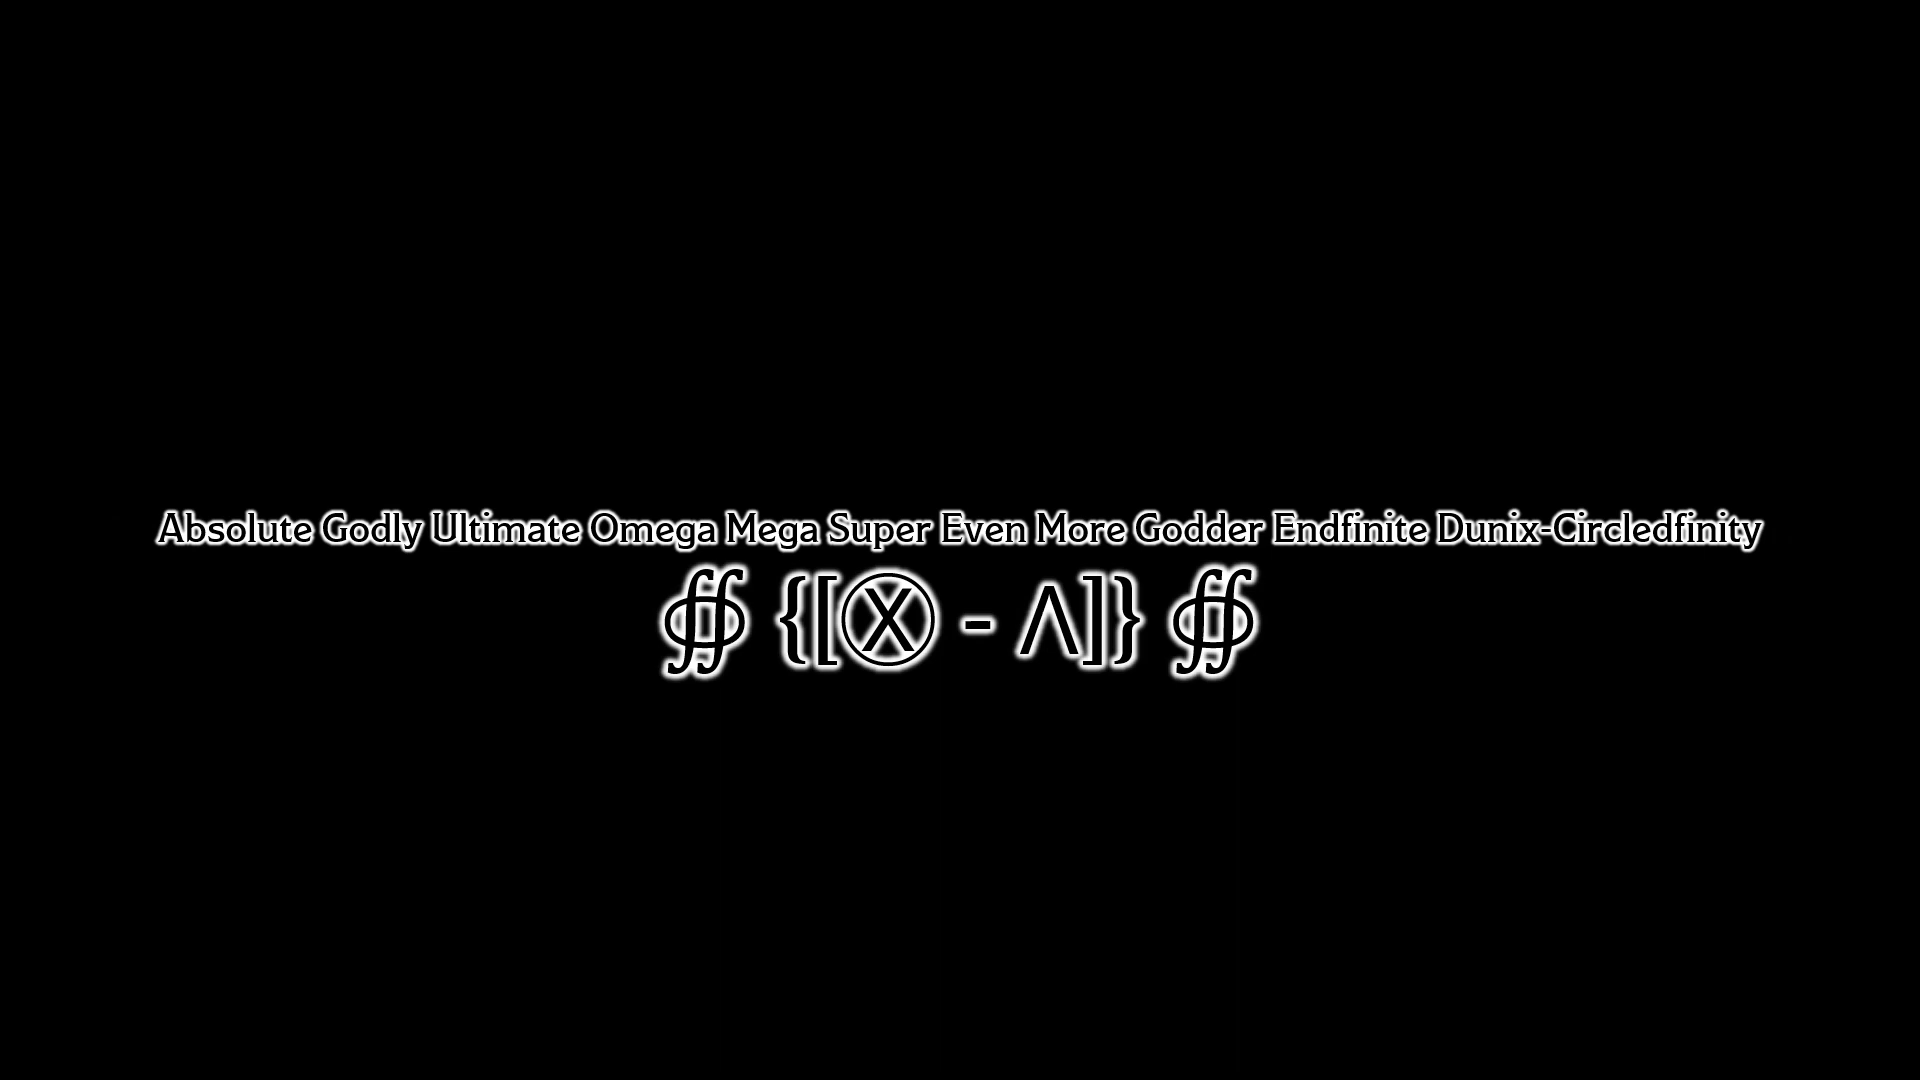 Absolute Godly Ultimate Omega Mega Super Even More Godder Endfinite Dunix-Circledfinity
∯ {[Ⓧ - Λ]} ∯